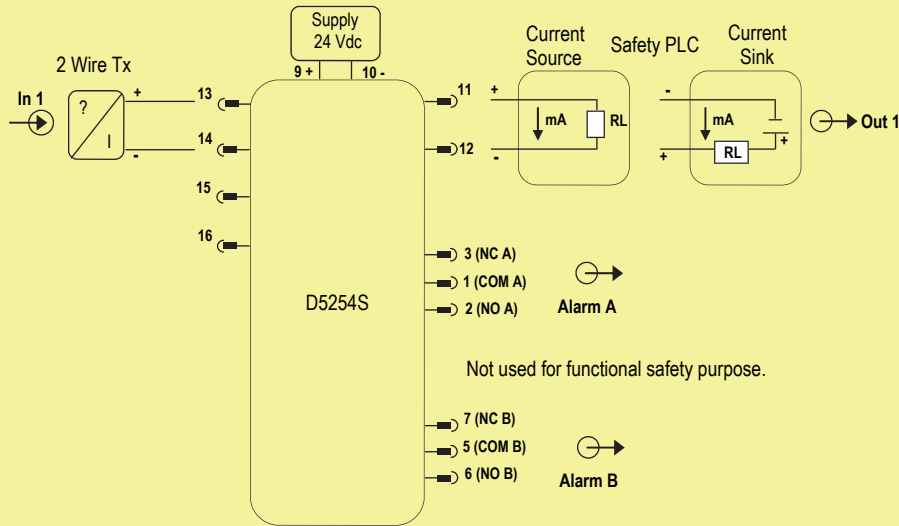 Supply
24 Vdc
9 +
10 -
2 Wire Tx
In 1
?
I
+
-
13
14
15
16
D5254S
11
12
Current
Source
+
-
mA
RL
Safety PLC
Current
Sink
-
+
mA
RL
+
Out 1
3 (NC A)
1 (COM A)
2 (NO A)
Alarm A
Not used for functional safety purpose.
7 (NC B)
5 (COM B)
6 (NO B)
Alarm B